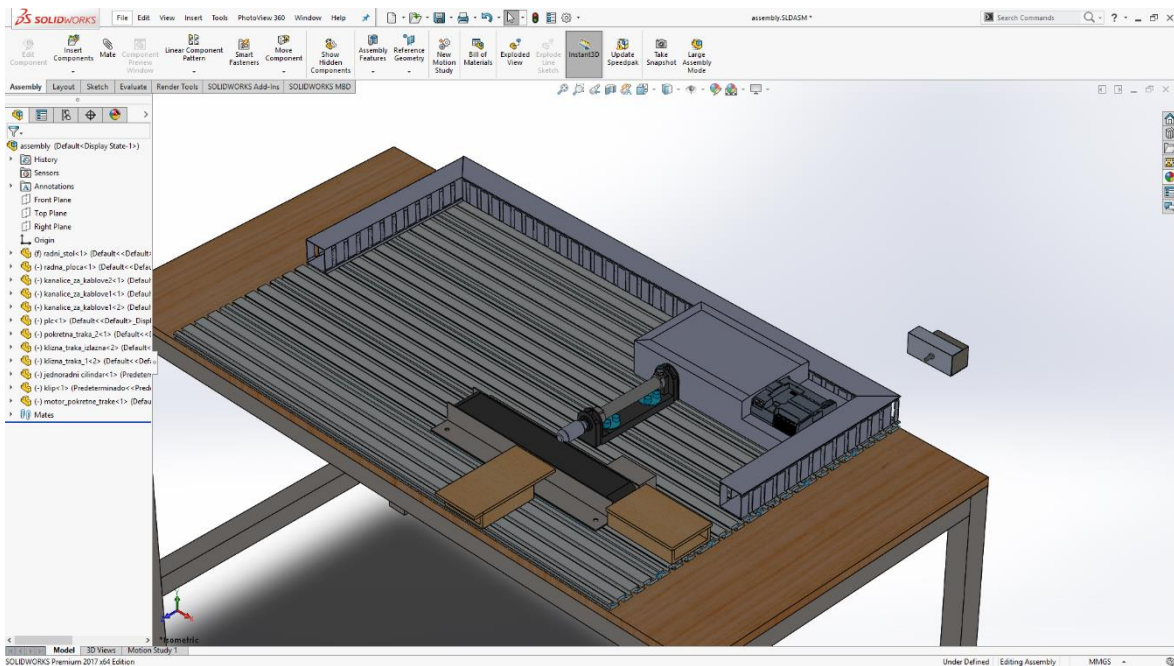 SOLIDWORKS File Edit View Insert Tools PhotoView 360 Window Help assembly.SLDASM * Search Commands
Edit Component
Insert Components
Mate
Component Preview Window
Linear Component Pattern
Smart Fasteners
Move Component
Show Hidden Components
Assembly Features
Reference Geometry
New Motion Study
Bill of Materials
Exploded View
Explode Line Sketch
Instant3D
Update Speedpak
Take Snapshot
Large Assembly Mode
Assembly Layout Sketch Evaluate Render Tools SOLIDWORKS Add-Ins SOLIDWORKS MBD
assembly (Default<Display State-1>)
History
Sensors
Annotations
Front Plane
Top Plane
Right Plane
Origin
(f) radni_stol<1> (Default<<Default>
(-) radna_ploca<1> (Default<<Defau
(-) kanalice_za_kablove2<1> (Defaul
(-) kanalice_za_kablove1<1> (Defaul
(-) kanalice_za_kablove1<2> (Defaul
(-) plc<1> (Default<<Default>_Displ
(-) pokretna_traka_2<1> (Default<<D
(-) klizna_traka_izlazna<2> (Default<
(-) klizna_traka_1<2> (Default<<Defa
(-) jednoradni cilindar<1> (Predeten
(-) klip<1> (Predeterminado<<Prede
(-) motor_pokretne_trake<1> (Defau
Mates
*Isometric
Model 3D Views Motion Study 1
SOLIDWORKS Premium 2017 x64 Edition Under Defined Editing Assembly MMGS